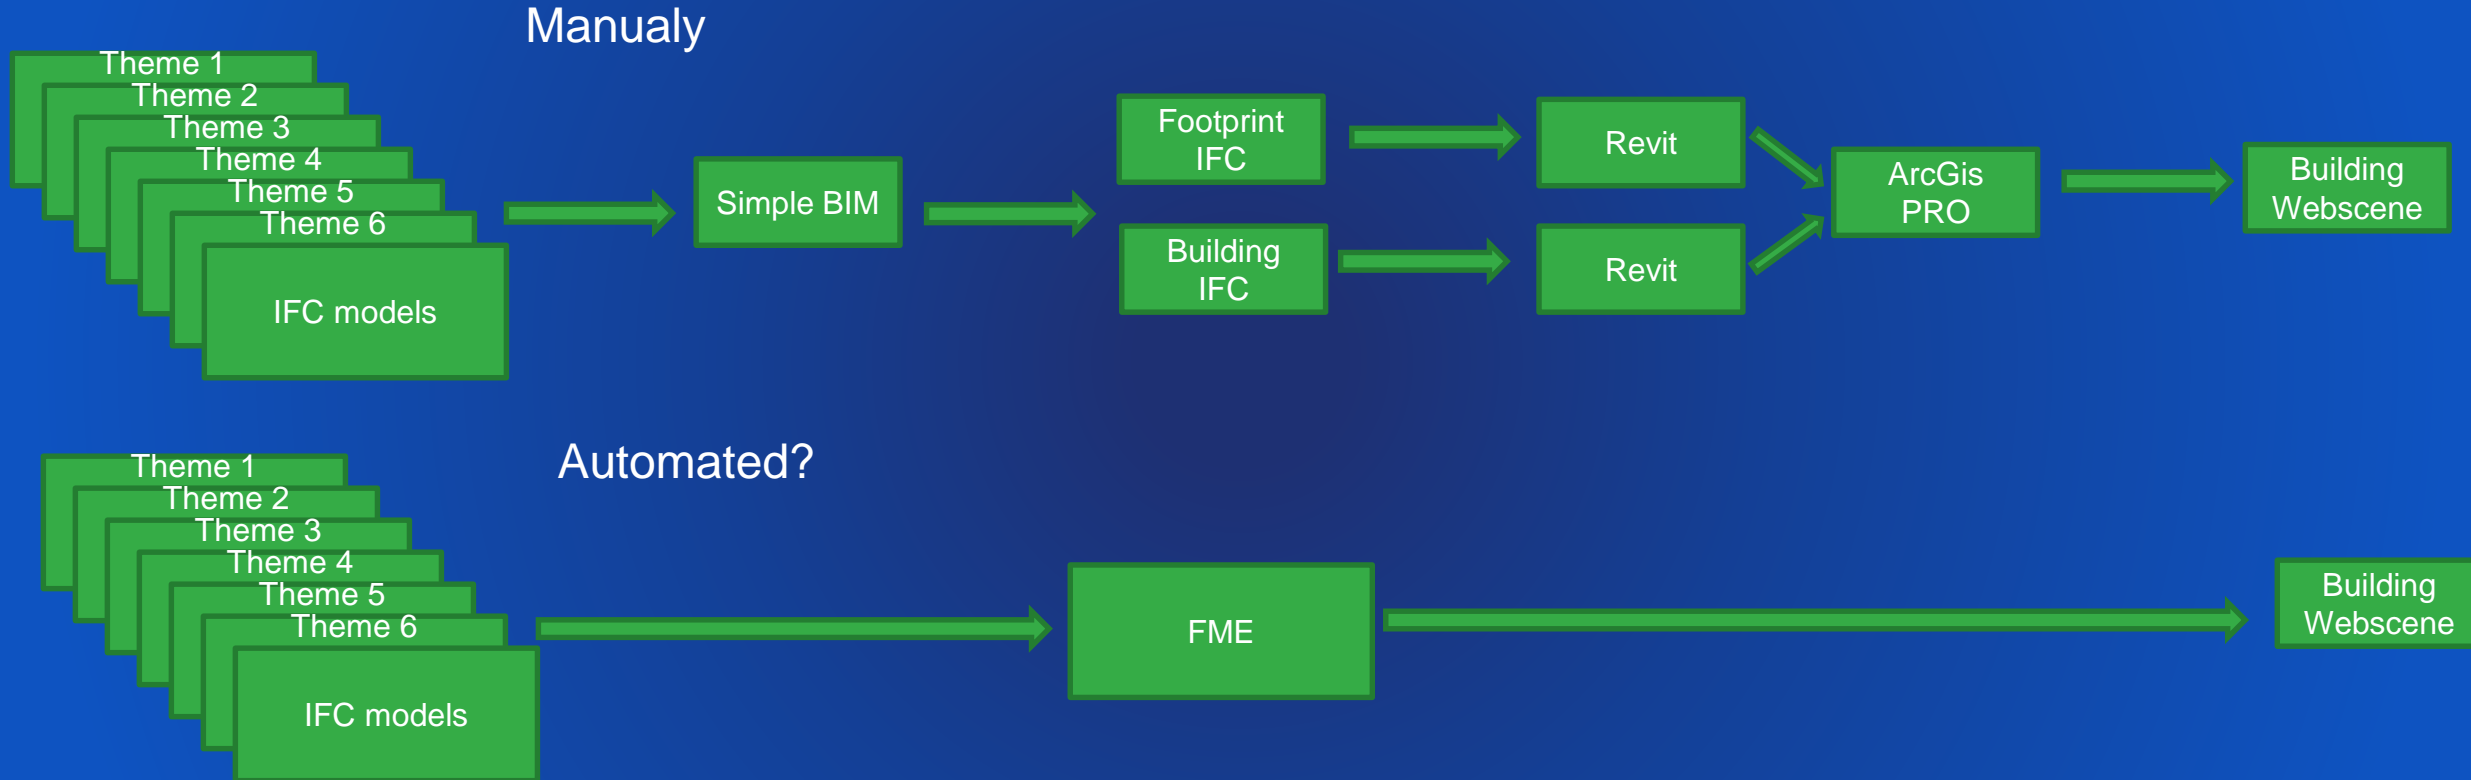 Manualy
Theme 1
Theme 2
Theme 3
Theme 4
Theme 5
Theme 6
IFC models
Simple BIM
Footprint
IFC
Building
IFC
Revit
Revit
ArcGis
PRO
Building
Webscene
Automated?
Theme 1
Theme 2
Theme 3
Theme 4
Theme 5
Theme 6
IFC models
FME
Building
Webscene